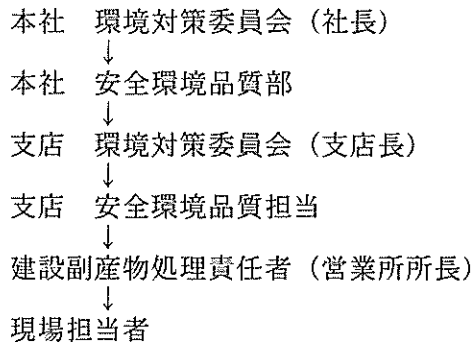 本社　環境対策委員会（社長）
↓
本社　安全環境品質部
↓
支店　環境対策委員会（支店長）
↓
支店　安全環境品質担当
↓
建設副産物処理責任者（営業所所長）
↓
現場担当者